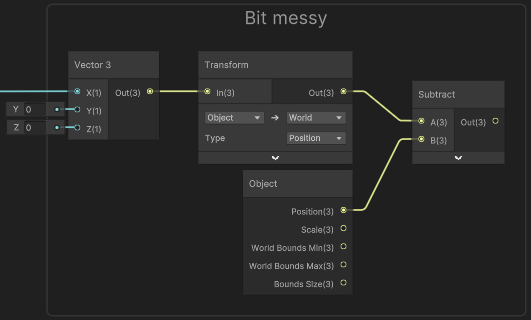 Bit messy
Vector 3
X(1) Out(3)
Y 0 Y(1)
Z 0 Z(1)
Transform
In(3) Out(3)
Object → World
Type Position
Subtract
A(3) Out(3)
B(3)
Object
Position(3)
Scale(3)
World Bounds Min(3)
World Bounds Max(3)
Bounds Size(3)